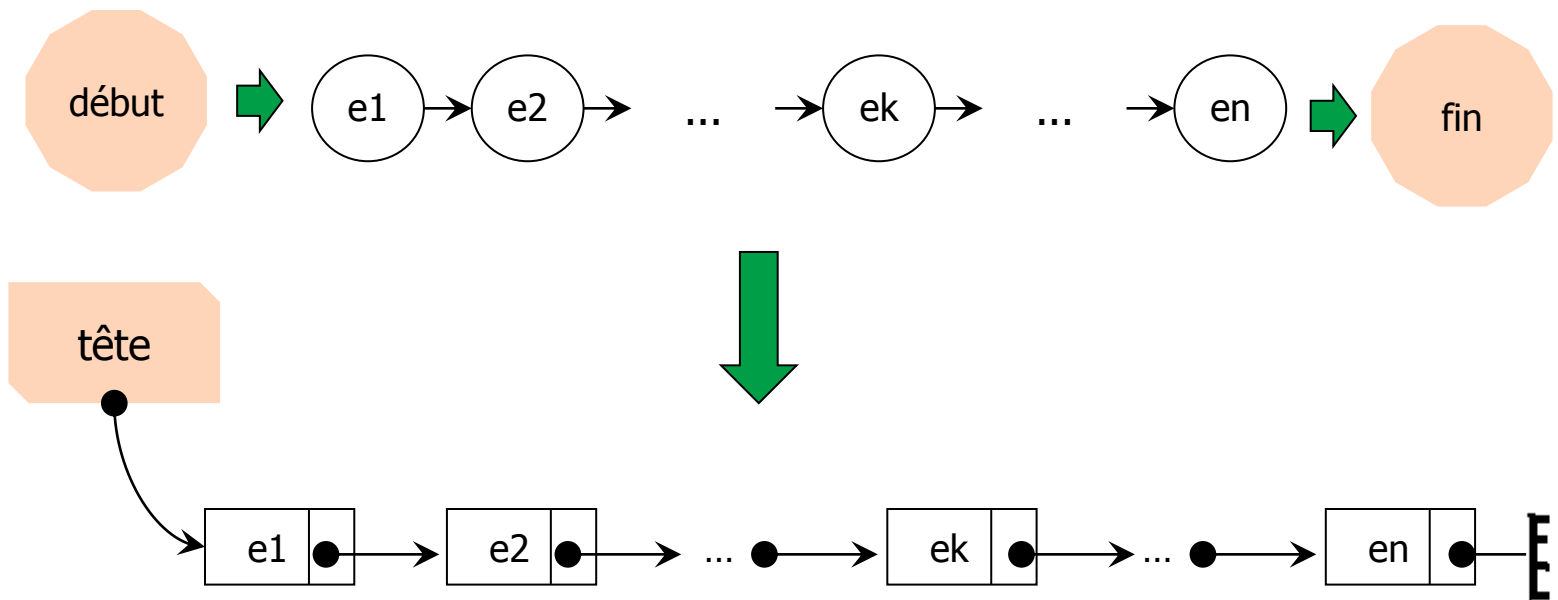 début e1 e2 ... ek ... en fin
tête
e1 e2 ... ek ... en